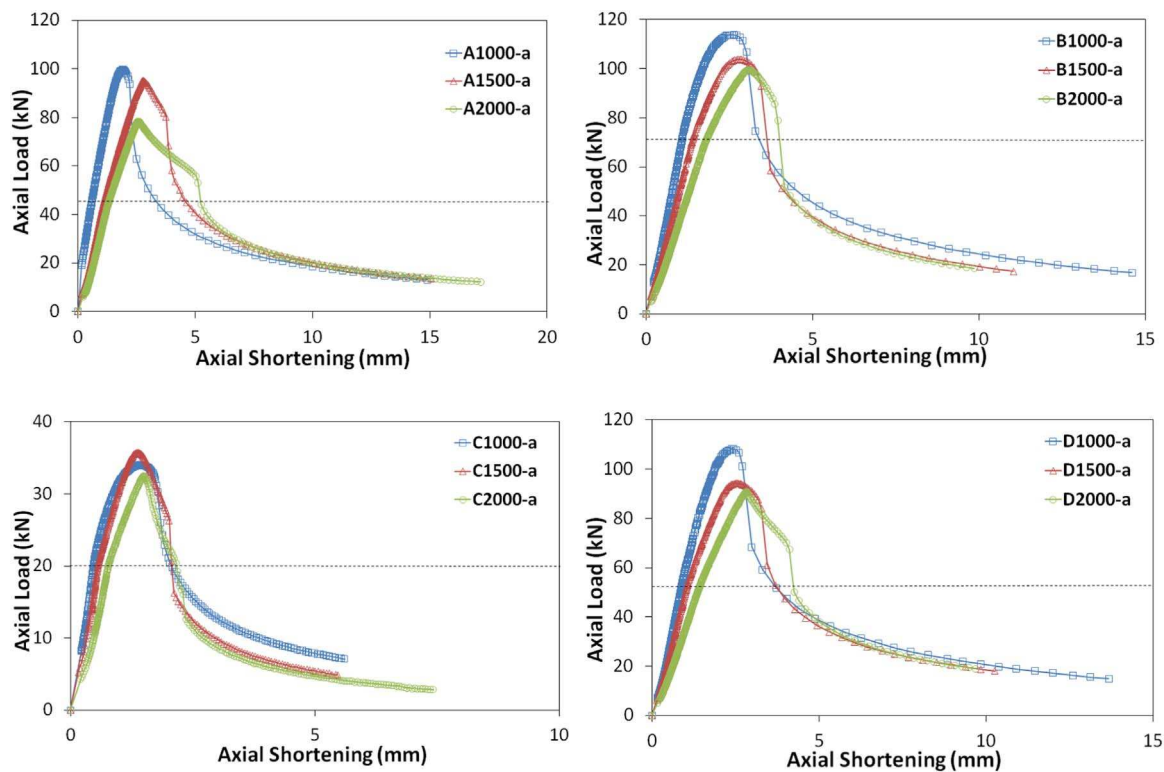 120
100
80
60
40
20
0
Axial Load (kN)
A1000-a
A1500-a
A2000-a
0 5 10 15 20
Axial Shortening (mm)
120
100
80
60
40
20
0
Axial Load (kN)
B1000-a
B1500-a
B2000-a
0 5 10 15
Axial Shortening (mm)
40
30
20
10
0
Axial Load (kN)
C1000-a
C1500-a
C2000-a
0 5 10
Axial Shortening (mm)
120
100
80
60
40
20
0
Axial Load (kN)
D1000-a
D1500-a
D2000-a
0 5 10 15
Axial Shortening (mm)